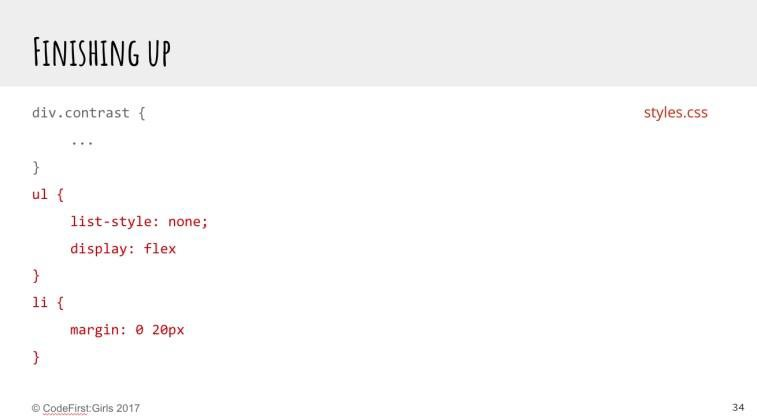 Finishing up
div.contrast {
styles.css
...
}
ul {
list-style: none;
display: flex
}
li {
margin: 0 20px
}
© CodeFirst:Girls 2017
34